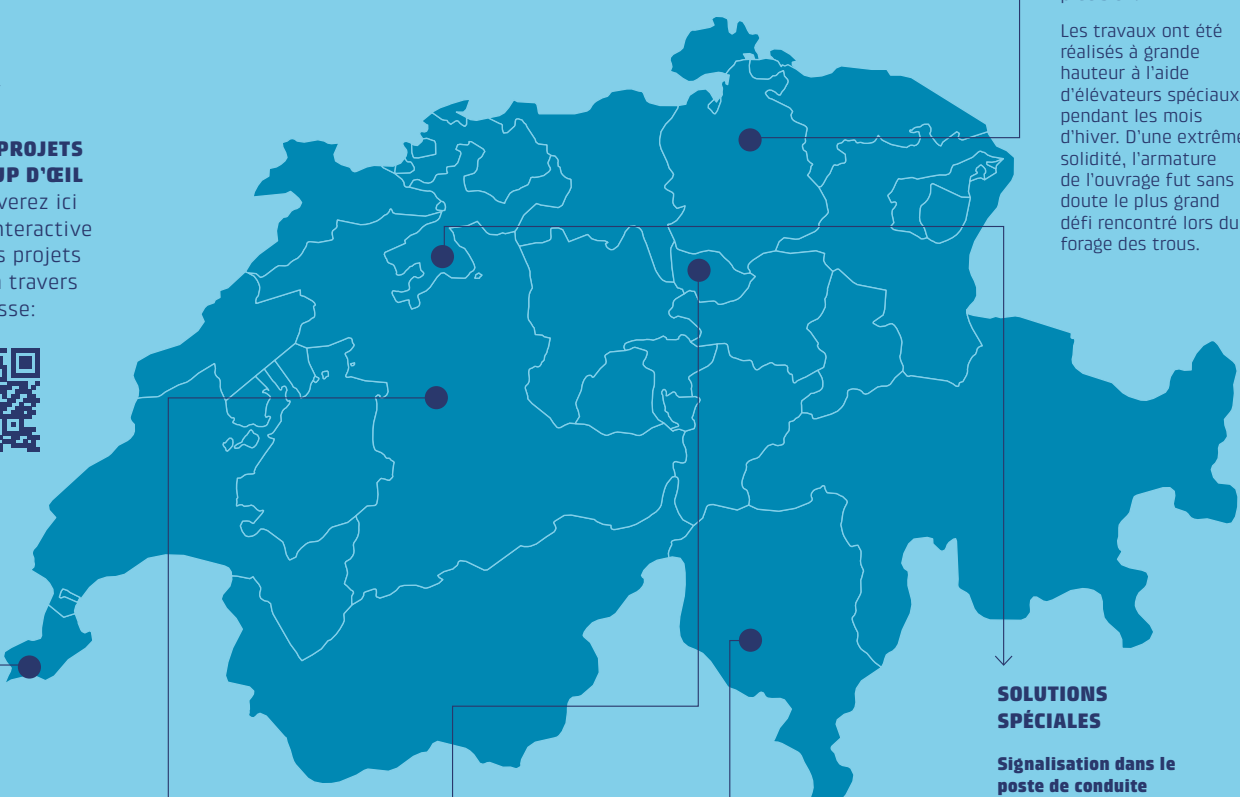 PROJETS
UP D'ŒIL
verez ici
nteractive
s projets
travers
sse:
Les travaux ont été
réalisés à grande
hauteur à l'aide
d'élévateurs spéciaux
pendant les mois
d'hiver. D'une extrême
solidité, l'armature
de l'ouvrage fut sans
doute le plus grand
défi rencontré lors du
forage des trous.
SOLUTIONS
SPÉCIALES
Signalisation dans le
poste de conduite